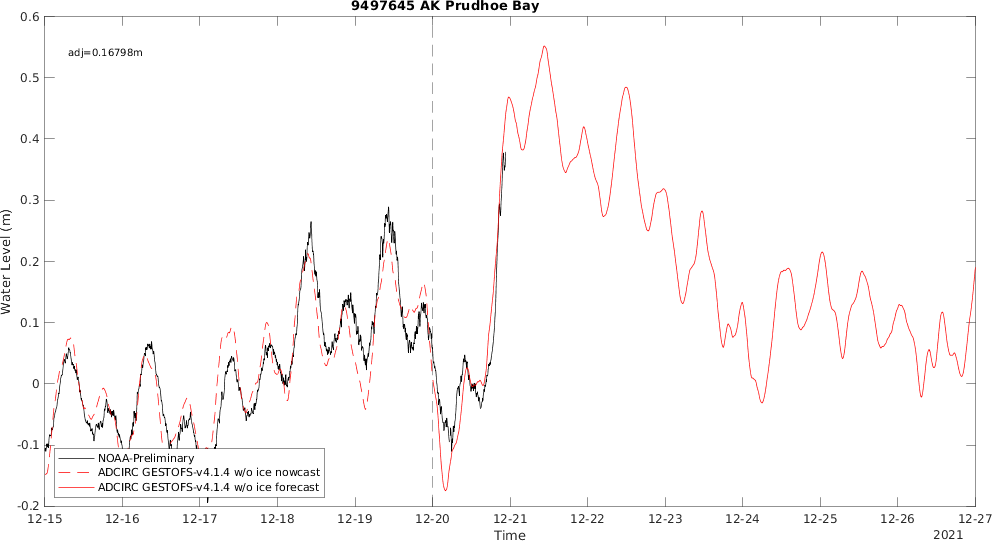 9497645 AK Prudhoe Bay
0.6
adj=0.16798m
0.5
0.4
0.3
0.2
0.1
0
-0.1
-0.2
Water Level (m)
NOAA-Preliminary
ADCIRC GESTOFS-v4.1.4 w/o ice nowcast
ADCIRC GESTOFS-v4.1.4 w/o ice forecast
12-15 12-16 12-17 12-18 12-19 12-20 12-21 12-22 12-23 12-24 12-25 12-26 12-27
Time
2021